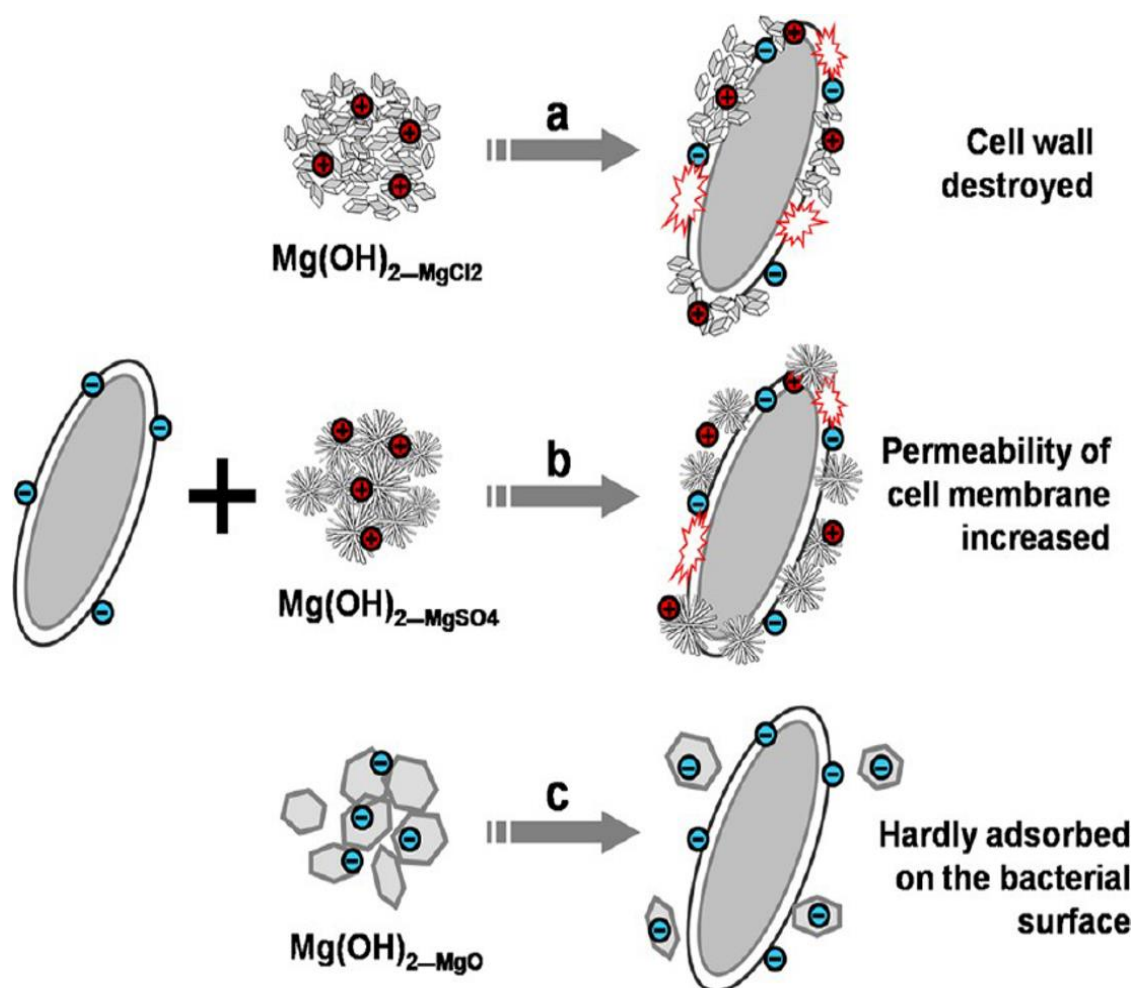 a
Cell wall
destroyed
Mg(OH)2–MgCl2
b
Permeability of
cell membrane
increased
Mg(OH)2–MgSO4
c
Hardly adsorbed
on the bacterial
surface
Mg(OH)2–MgO